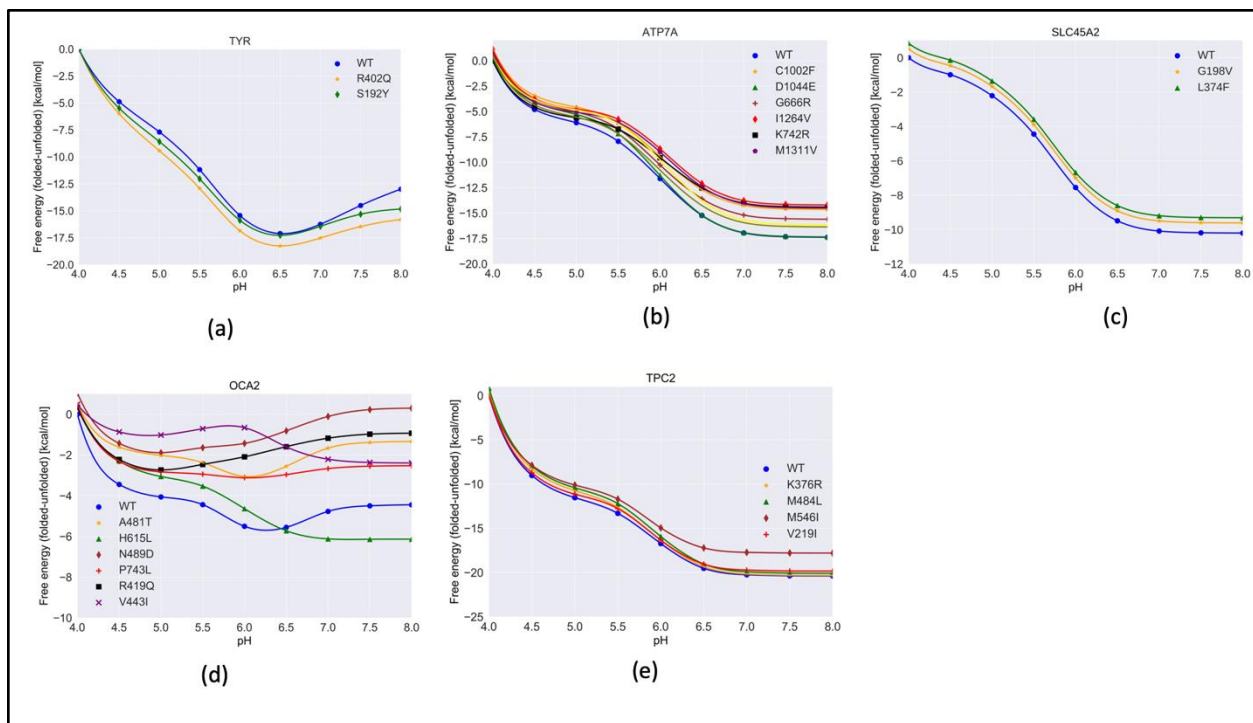 TYR
Free energy (folded-unfolded) [kcal/mol]
0.0
−2.5
−5.0
−7.5
−10.0
−12.5
−15.0
−17.5
−20.0
4.0 4.5 5.0 5.5 6.0 6.5 7.0 7.5 8.0
pH
WT
R402Q
S192Y
(a)
ATP7A
Free energy (folded-unfolded) [kcal/mol]
0.0
−2.5
−5.0
−7.5
−10.0
−12.5
−15.0
−17.5
−20.0
4.0 4.5 5.0 5.5 6.0 6.5 7.0 7.5 8.0
pH
WT
C1002F
D1044E
G666R
I1264V
K742R
M1311V
(b)
SLC45A2
Free energy (folded-unfolded) [kcal/mol]
0
−2
−4
−6
−8
−10
−12
4.0 4.5 5.0 5.5 6.0 6.5 7.0 7.5 8.0
pH
WT
G198V
L374F
(c)
OCA2
Free energy (folded-unfolded) [kcal/mol]
0
−2
−4
−6
−8
−10
4.0 4.5 5.0 5.5 6.0 6.5 7.0 7.5 8.0
pH
WT
A481T
H615L
N489D
P743L
R419Q
V443I
(d)
TPC2
Free energy (folded-unfolded) [kcal/mol]
0
−5
−10
−15
−20
−25
4.0 4.5 5.0 5.5 6.0 6.5 7.0 7.5 8.0
pH
WT
K376R
M484L
M546I
V219I
(e)